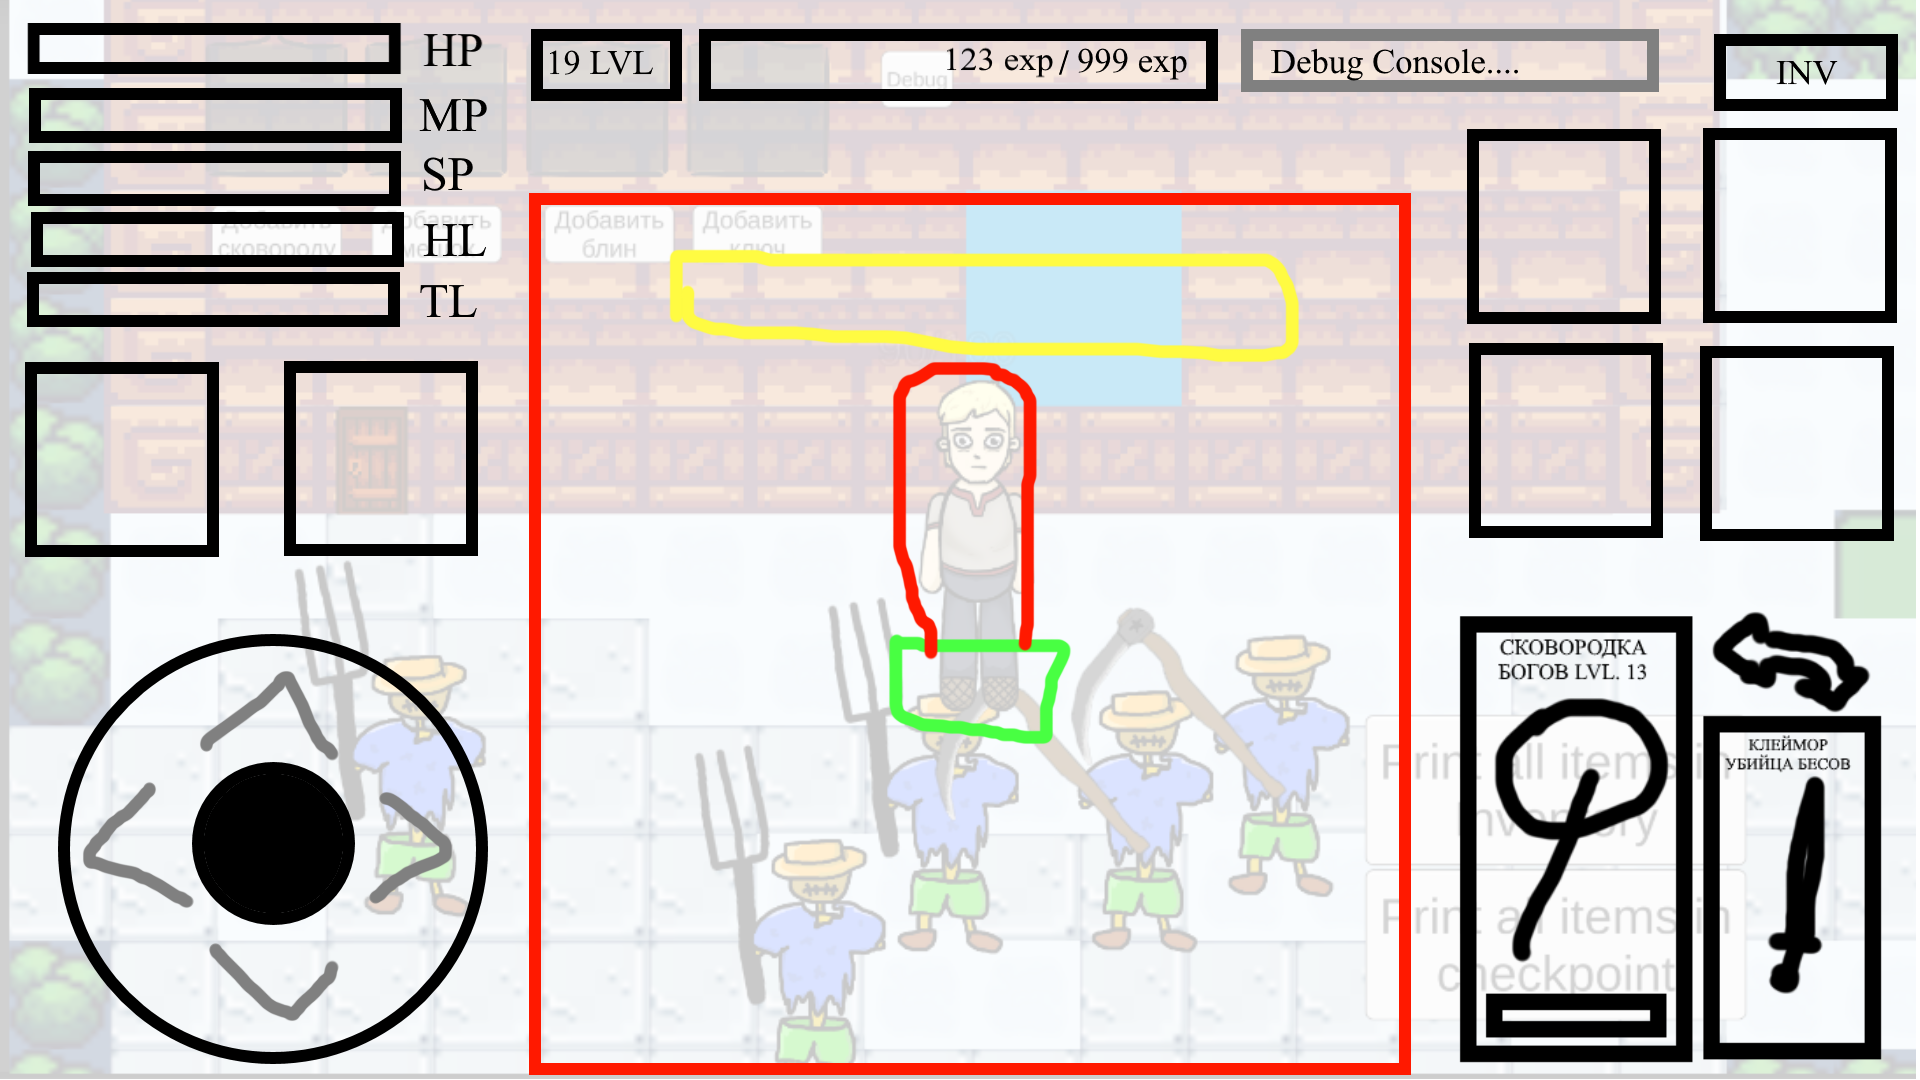 HP
MP
SP
HL
TL
19 LVL
123 exp / 999 exp
Debug
Debug Console....
INV
Добавить
сковороду
Добавить
Добавить
блин
Добавить
ключ
СКОВОРОДКА
БОГОВ LVL. 13
КЛЕЙМОР
УБИЙЦА БЕСОВ
Print all items in
Inventory
Print all items in
checkpoint